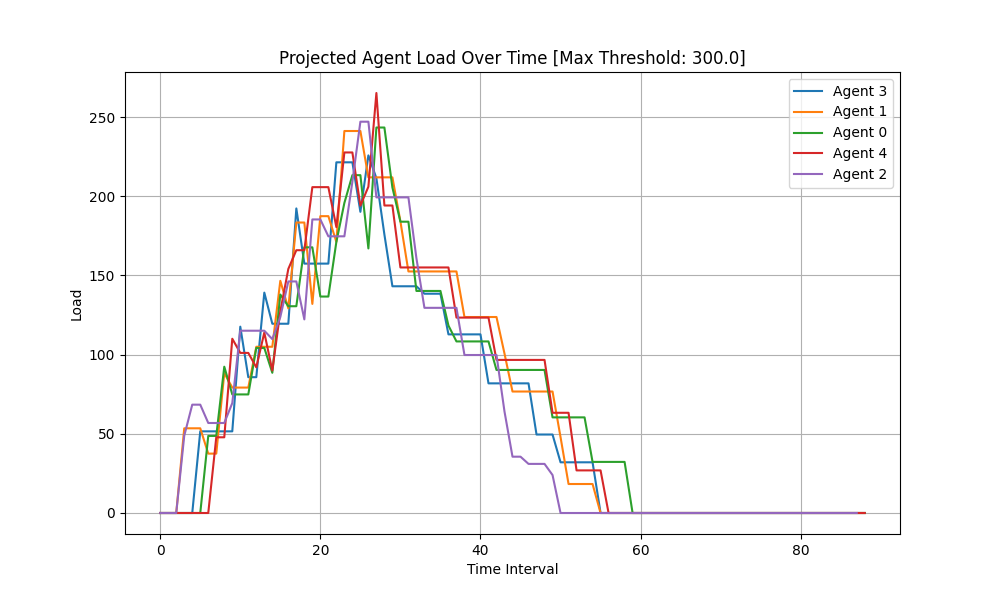 Projected Agent Load Over Time [Max Threshold: 300.0]
Load
250
200
150
100
50
0
0 20 40 60 80
Time Interval
Agent 3
Agent 1
Agent 0
Agent 4
Agent 2